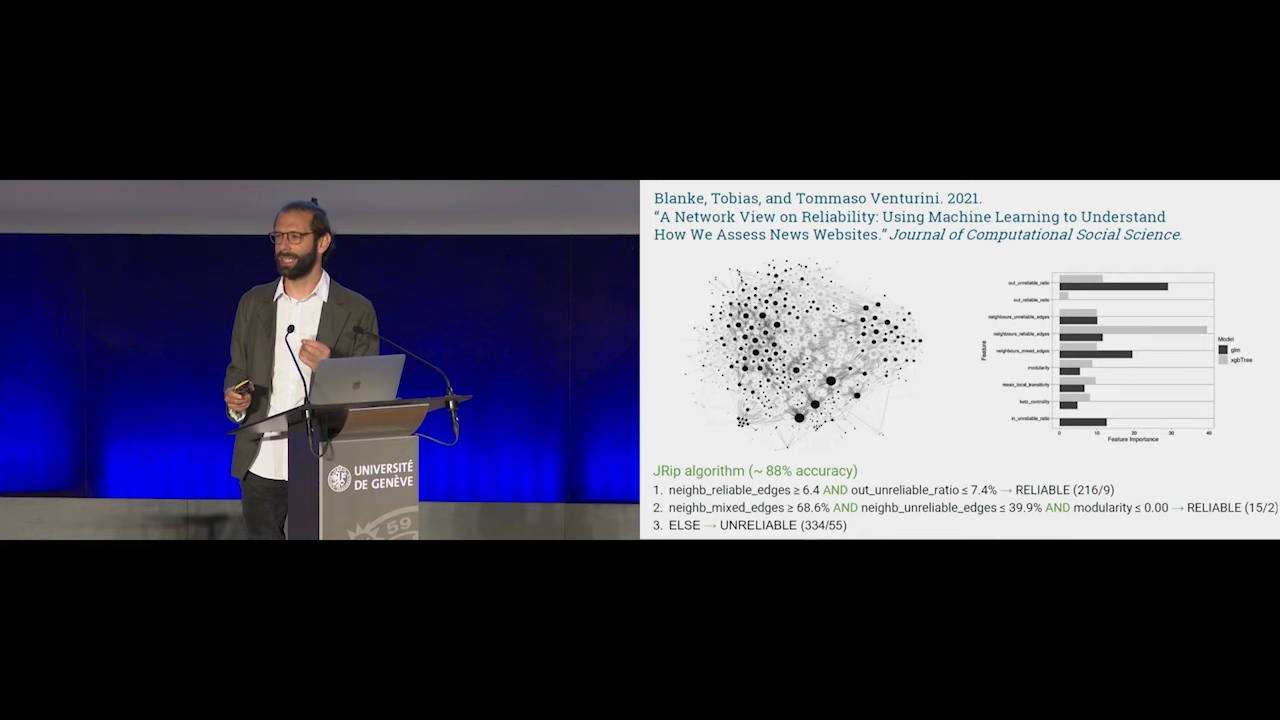 UNIVERSITÉ
DE GENÈVE
59
Blanke, Tobias, and Tommaso Venturini. 2021.
“A Network View on Reliability: Using Machine Learning to Understand
How We Assess News Websites.” Journal of Computational Social Science.
out_unreliable_ratio
out_reliable_ratio
neighbours_unreliable_edges
neighbours_reliable_edges
neighbours_mixed_edges
modularity
mean_local_transitivity
katz_centrality
in_unreliable_ratio
Feature
0 10 20 30 40
Feature Importance
Model
glm
xgbTree
JRip algorithm (~ 88% accuracy)
1. neighb_reliable_edges ≥ 6.4 AND out_unreliable_ratio ≤ 7.4% → RELIABLE (216/9)
2. neighb_mixed_edges ≥ 68.6% AND neighb_unreliable_edges ≤ 39.9% AND modularity ≤ 0.00 → RELIABLE (15/2)
3. ELSE → UNRELIABLE (334/55)